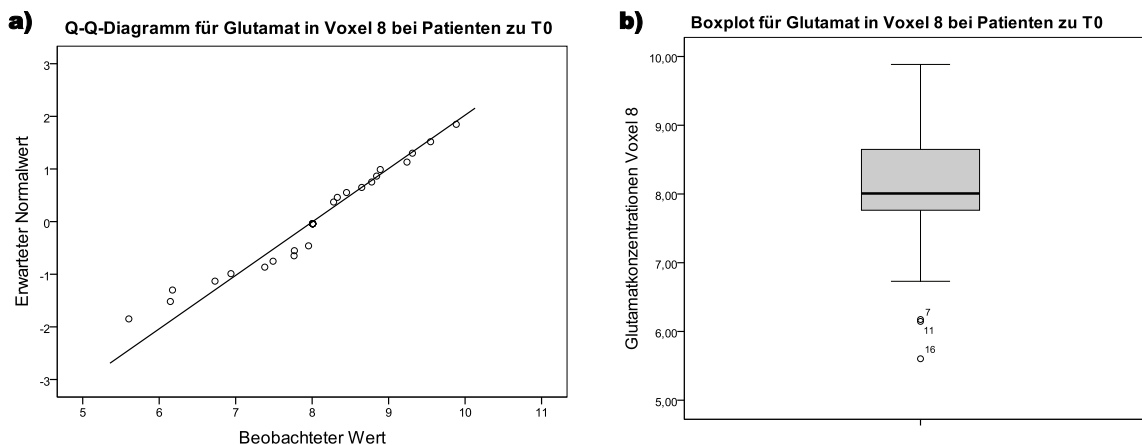 a)
Q-Q-Diagramm für Glutamat in Voxel 8 bei Patienten zu T0
Erwarteter Normalwert
3
2
1
0
-1
-2
-3
5 6 7 8 9 10 11
Beobachteter Wert
b)
Boxplot für Glutamat in Voxel 8 bei Patienten zu T0
Glutamatkonzentrationen Voxel 8
10,00
9,00
8,00
7,00
6,00
5,00
7
11
16